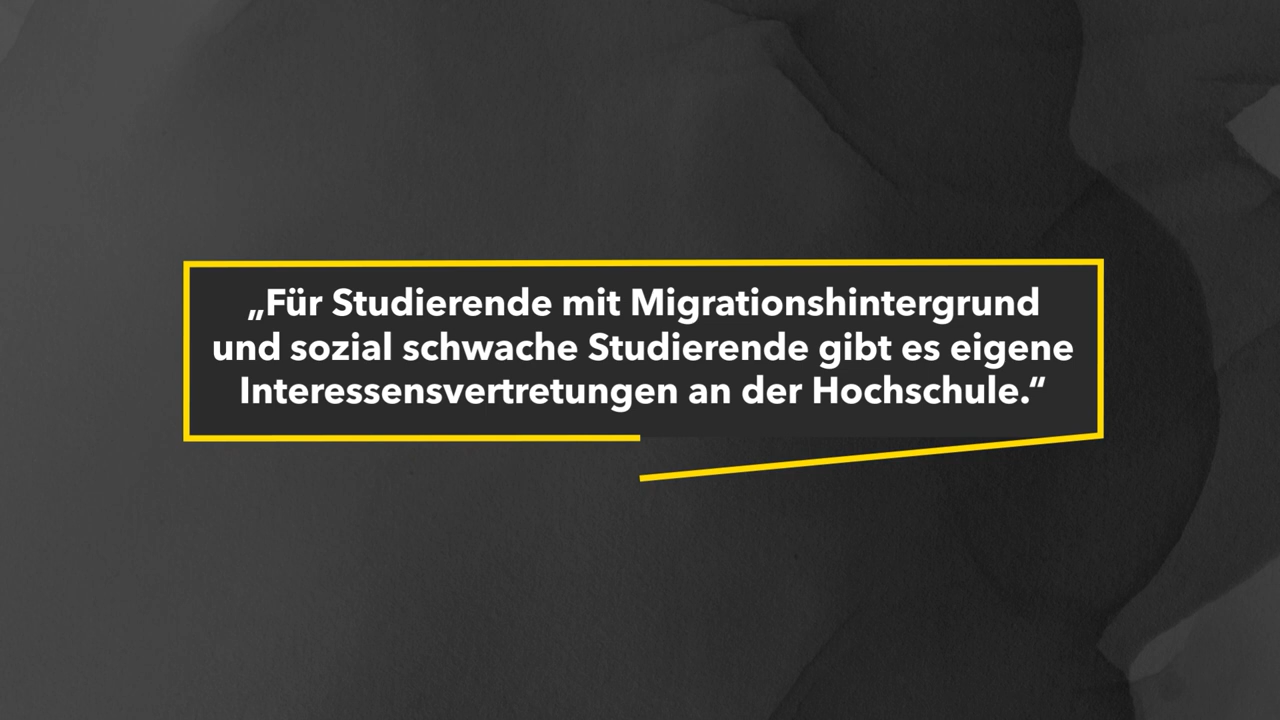 „Für Studierende mit Migrationshintergrund
und sozial schwache Studierende gibt es eigene
Interessensvertretungen an der Hochschule.“